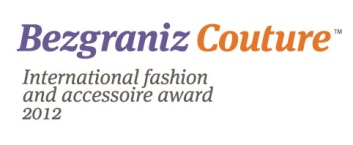 Bezgraniz Couture™
International fashion
and accessoire award
2012